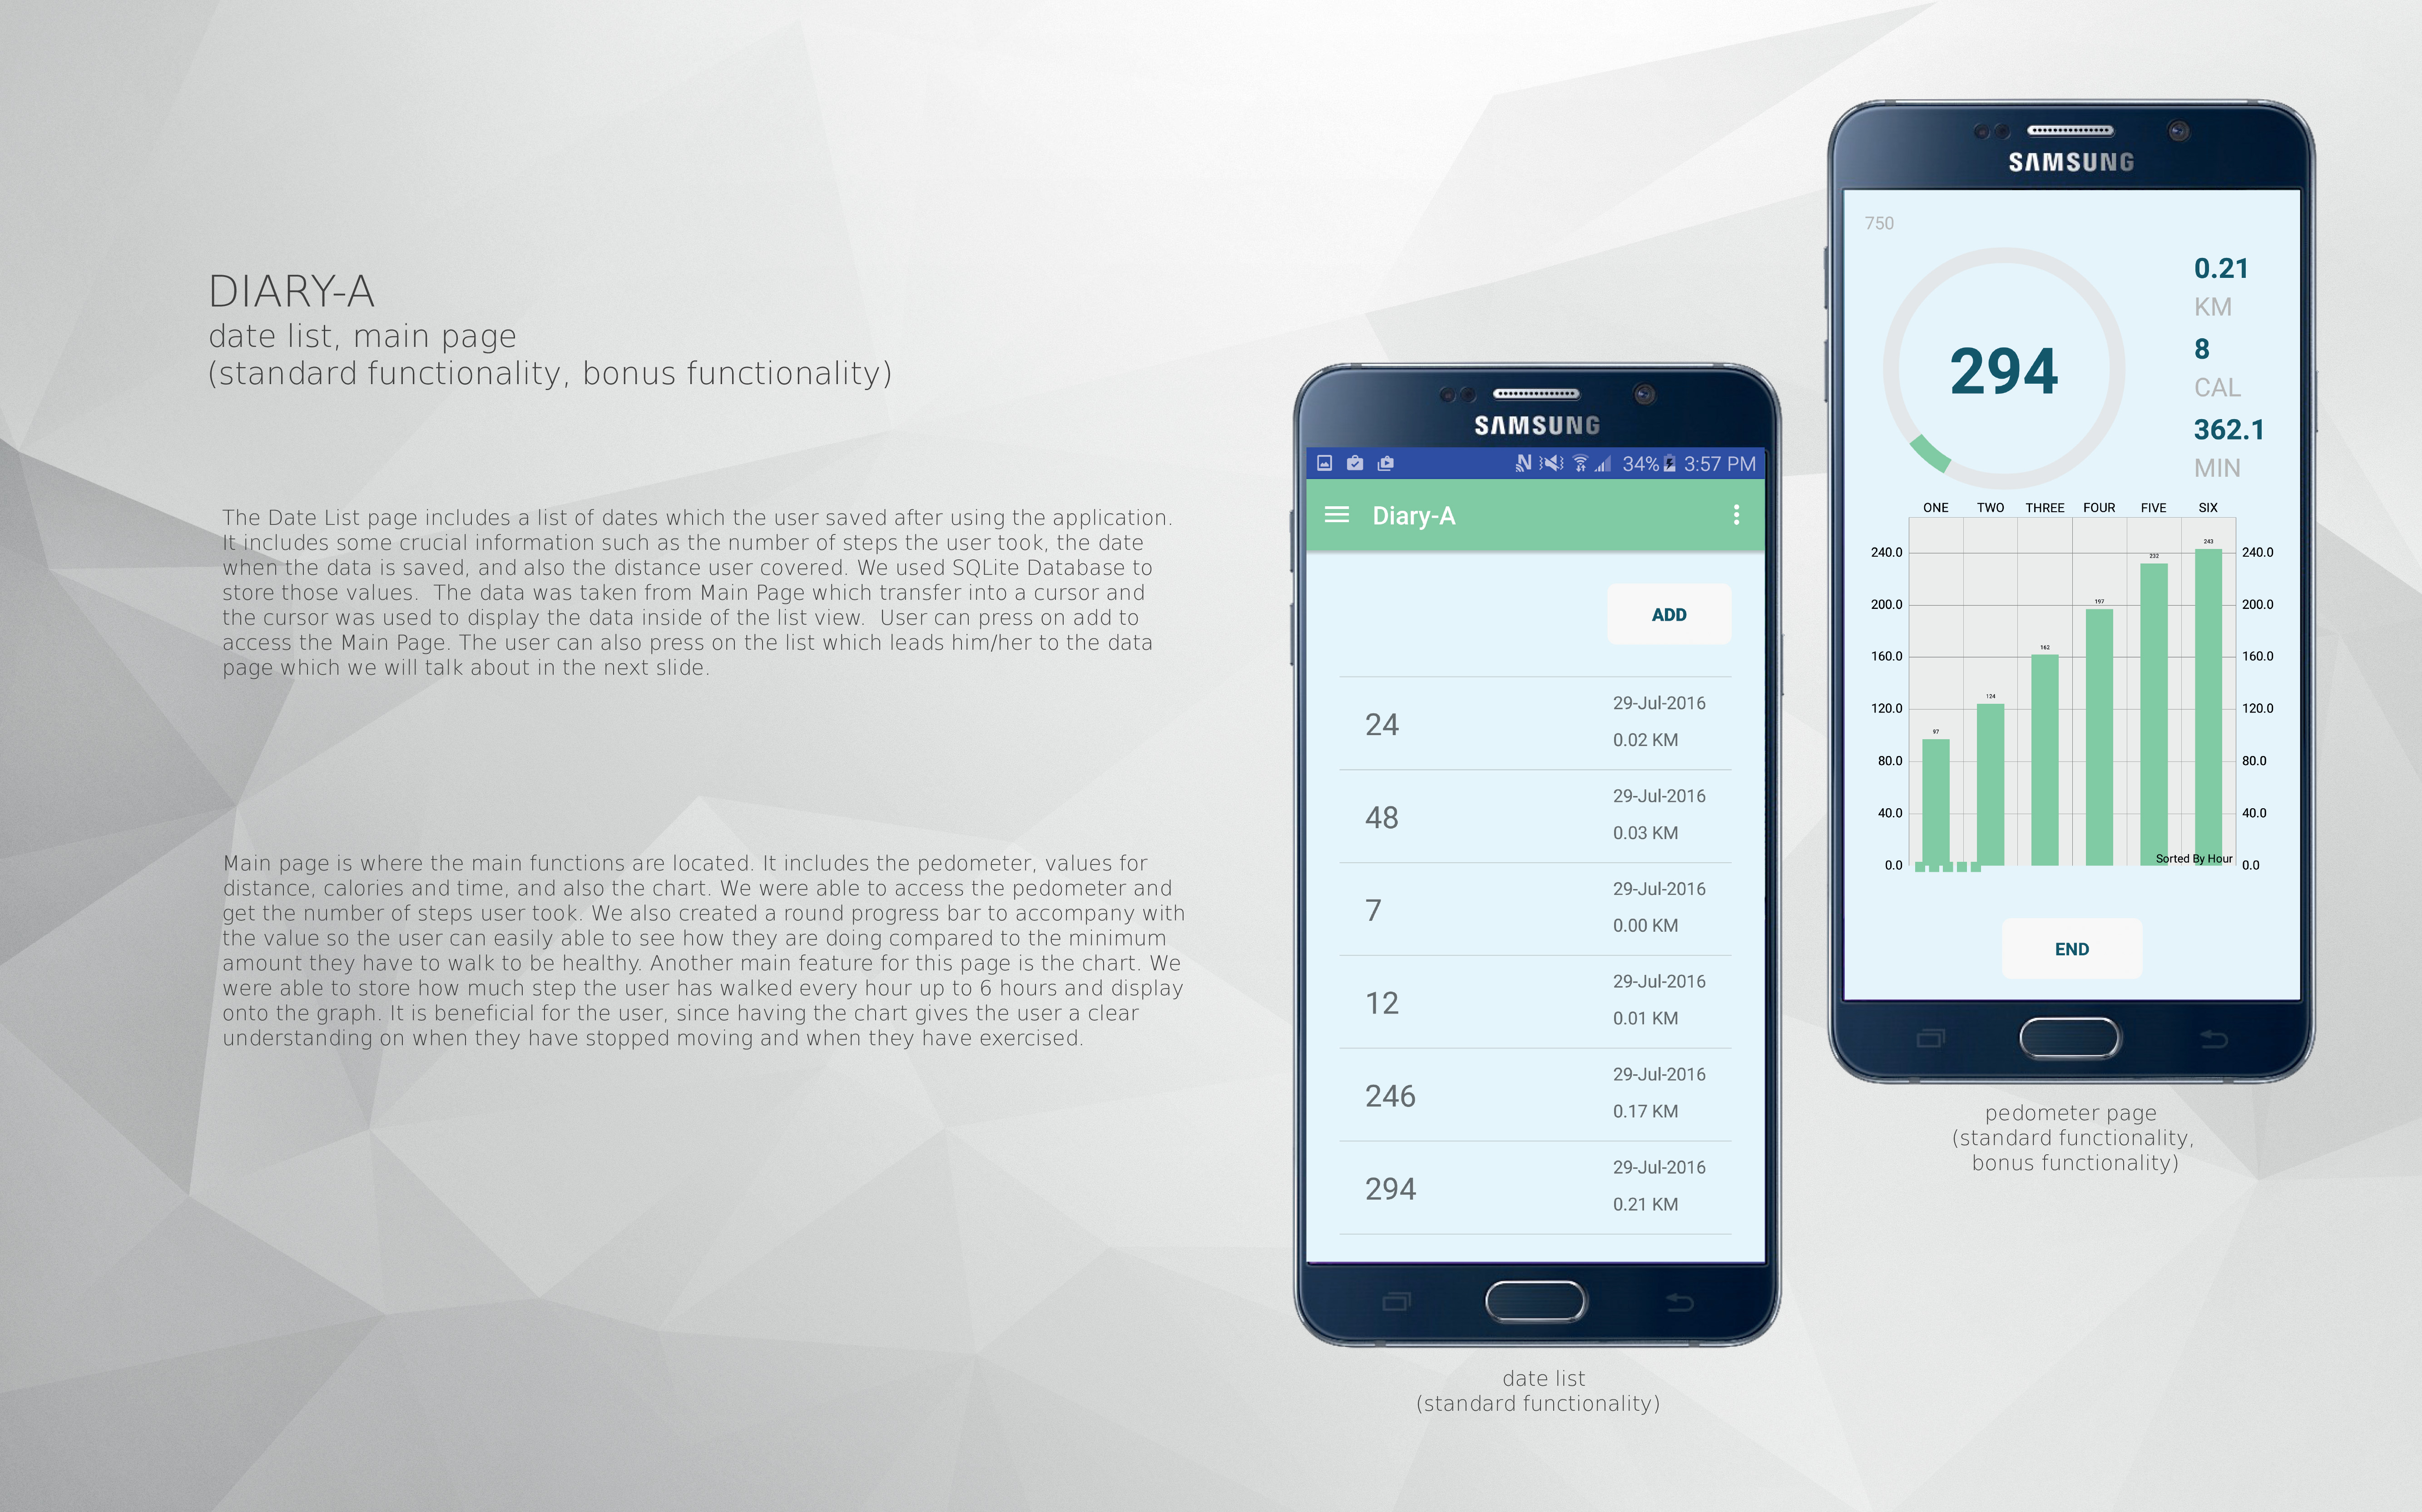 DIARY-A
date list, main page
(standard functionality, bonus functionality)
The Date List page includes a list of dates which the user saved after using the application.
It includes some crucial information such as the number of steps the user took, the date
when the data is saved, and also the distance user covered. We used SQLite Database to
store those values.  The data was taken from Main Page which transfer into a cursor and
the cursor was used to display the data inside of the list view.  User can press on add to
access the Main Page. The user can also press on the list which leads him/her to the data
page which we will talk about in the next slide.
Main page is where the main functions are located. It includes the pedometer, values for
distance, calories and time, and also the chart. We were able to access the pedometer and
get the number of steps user took. We also created a round progress bar to accompany with
the value so the user can easily able to see how they are doing compared to the minimum
amount they have to walk to be healthy. Another main feature for this page is the chart. We
were able to store how much step the user has walked every hour up to 6 hours and display
onto the graph. It is beneficial for the user, since having the chart gives the user a clear
understanding on when they have stopped moving and when they have exercised.
SAMSUNG
34% 3:57 PM
Diary-A
ADD
24
29-Jul-2016
0.02 KM
48
29-Jul-2016
0.03 KM
7
29-Jul-2016
0.00 KM
12
29-Jul-2016
0.01 KM
246
29-Jul-2016
0.17 KM
294
29-Jul-2016
0.21 KM
date list
(standard functionality)
SAMSUNG
750
294
0.21
KM
8
CAL
362.1
MIN
ONE TWO THREE FOUR FIVE SIX
243
240.0 232 240.0
200.0 197 200.0
160.0 162 160.0
124
120.0 120.0
97
80.0 80.0
40.0 40.0
0.0 Sorted By Hour 0.0
END
pedometer page
(standard functionality,
bonus functionality)